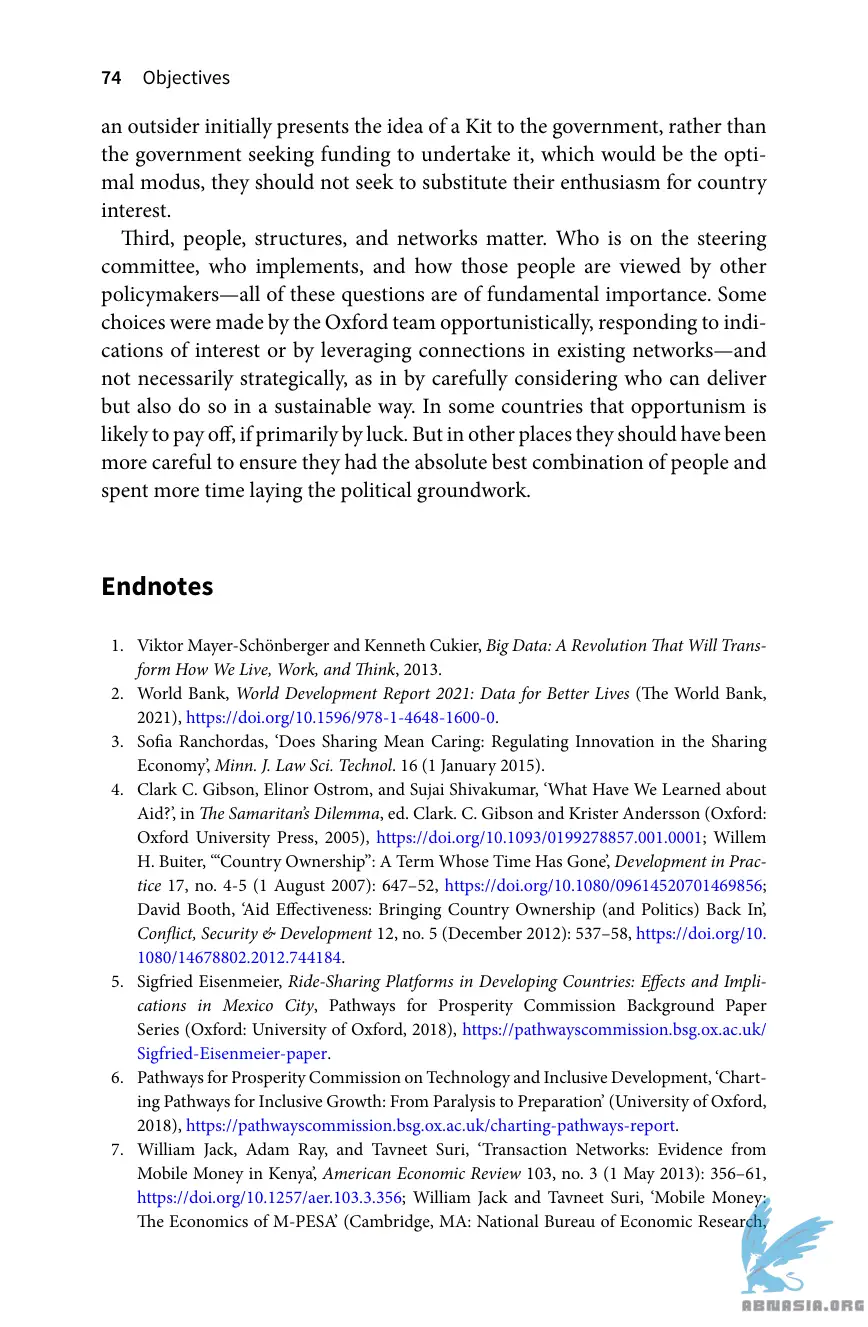 74 Objectives
an outsider initially presents the idea of a Kit to the government, rather than
the government seeking funding to undertake it, which would be the opti-
mal modus, they should not seek to substitute their enthusiasm for country
interest.
Third, people, structures, and networks matter. Who is on the steering
committee, who implements, and how those people are viewed by other
policymakers—all of these questions are of fundamental importance. Some
choices were made by the Oxford team opportunistically, responding to indi-
cations of interest or by leveraging connections in existing networks—and
not necessarily strategically, as in by carefully considering who can deliver
but also do so in a sustainable way. In some countries that opportunism is
likely to pay off, if primarily by luck. But in other places they should have been
more careful to ensure they had the absolute best combination of people and
spent more time laying the political groundwork.
Endnotes
1. Viktor Mayer-Schönberger and Kenneth Cukier, Big Data: A Revolution That Will Trans-
form How We Live, Work, and Think, 2013.
2. World Bank, World Development Report 2021: Data for Better Lives (The World Bank,
2021), https://doi.org/10.1596/978-1-4648-1600-0.
3. Sofia Ranchordas, ‘Does Sharing Mean Caring: Regulating Innovation in the Sharing
Economy’, Minn. J. Law Sci. Technol. 16 (1 January 2015).
4. Clark C. Gibson, Elinor Ostrom, and Sujai Shivakumar, ‘What Have We Learned about
Aid?’, in The Samaritan’s Dilemma, ed. Clark. C. Gibson and Krister Andersson (Oxford:
Oxford University Press, 2005), https://doi.org/10.1093/0199278857.001.0001; Willem
H. Buiter, ‘“Country Ownership”: A Term Whose Time Has Gone’, Development in Prac-
tice 17, no. 4-5 (1 August 2007): 647–52, https://doi.org/10.1080/09614520701469856;
David Booth, ‘Aid Effectiveness: Bringing Country Ownership (and Politics) Back In’,
Conflict, Security & Development 12, no. 5 (December 2012): 537–58, https://doi.org/10.
1080/14678802.2012.744184.
5. Sigfried Eisenmeier, Ride-Sharing Platforms in Developing Countries: Effects and Impli-
cations in Mexico City, Pathways for Prosperity Commission Background Paper
Series (Oxford: University of Oxford, 2018), https://pathwayscommission.bsg.ox.ac.uk/
Sigfried-Eisenmeier-paper.
6. Pathways for Prosperity Commission on Technology and Inclusive Development, ‘Chart-
ing Pathways for Inclusive Growth: From Paralysis to Preparation’ (University of Oxford,
2018), https://pathwayscommission.bsg.ox.ac.uk/charting-pathways-report.
7. William Jack, Adam Ray, and Tavneet Suri, ‘Transaction Networks: Evidence from
Mobile Money in Kenya’, American Economic Review 103, no. 3 (1 May 2013): 356–61,
https://doi.org/10.1257/aer.103.3.356; William Jack and Tavneet Suri, ‘Mobile Money:
The Economics of M-PESA’ (Cambridge, MA: National Bureau of Economic Research,
ABNASIA.ORG